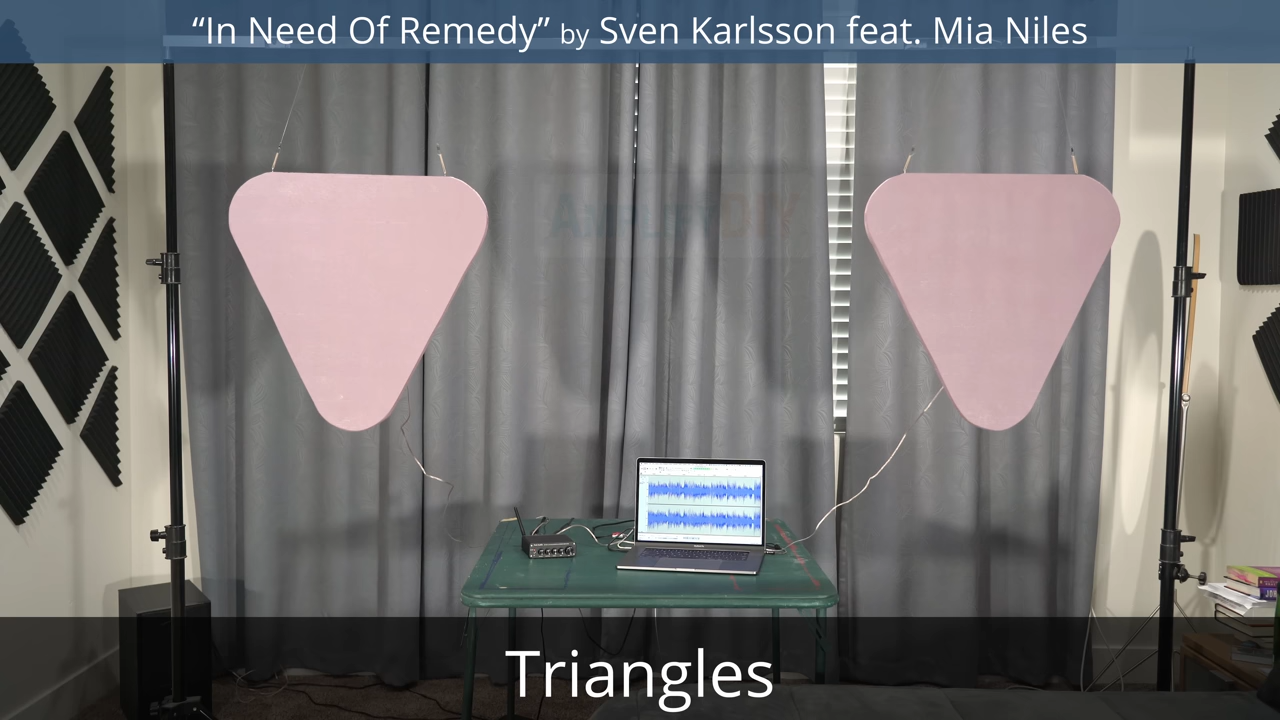 “In Need Of Remedy” by Sven Karlsson feat. Mia Niles
Triangles